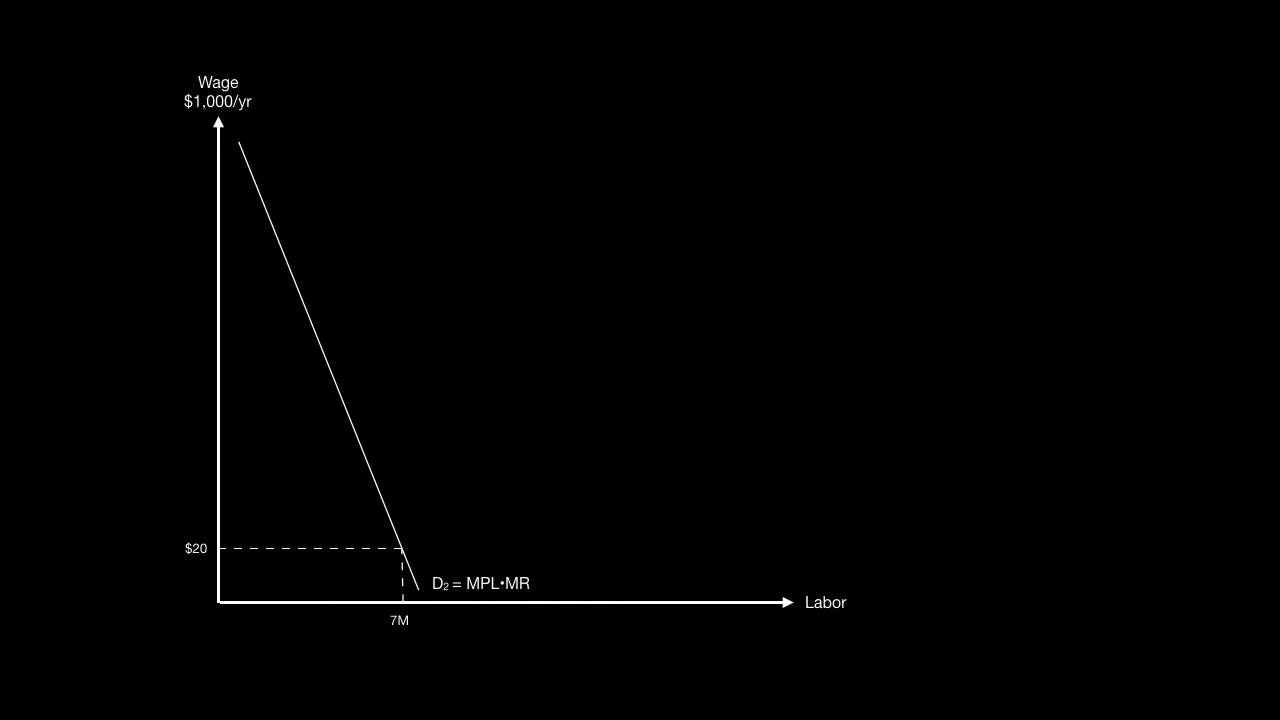 Wage
$1,000/yr
$20
D₂ = MPL•MR
Labor
7M